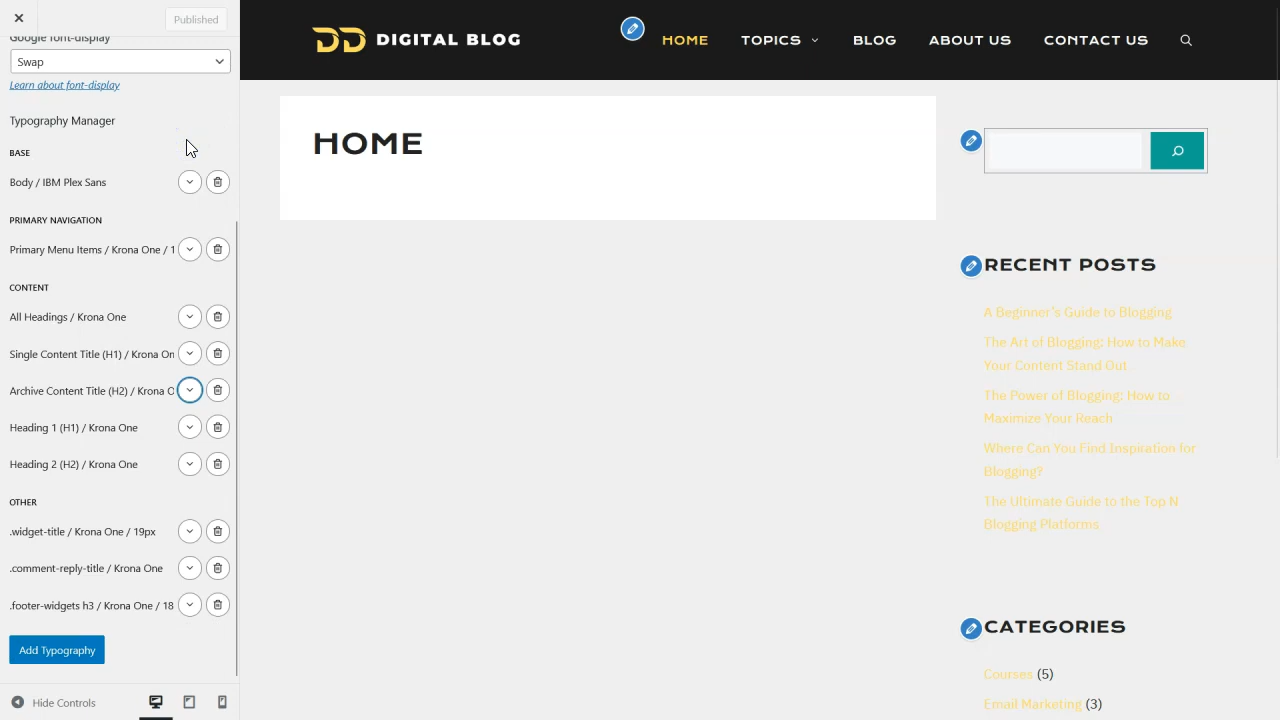 Published
Google font-display
Swap
Learn about font-display
Typography Manager
BASE
Body / IBM Plex Sans
PRIMARY NAVIGATION
Primary Menu Items / Krona One / 1
CONTENT
All Headings / Krona One
Single Content Title (H1) / Krona On
Archive Content Title (H2) / Krona O
Heading 1 (H1) / Krona One
Heading 2 (H2) / Krona One
OTHER
.widget-title / Krona One / 19px
.comment-reply-title / Krona One
.footer-widgets h3 / Krona One / 18
Add Typography
Hide Controls
DD DIGITAL BLOG
HOME TOPICS BLOG ABOUT US CONTACT US
HOME
RECENT POSTS
A Beginner's Guide to Blogging
The Art of Blogging: How to Make
Your Content Stand Out
The Power of Blogging: How to
Maximize Your Reach
Where Can You Find Inspiration for
Blogging?
The Ultimate Guide to the Top N
Blogging Platforms
CATEGORIES
Courses (5)
Email Marketing (3)